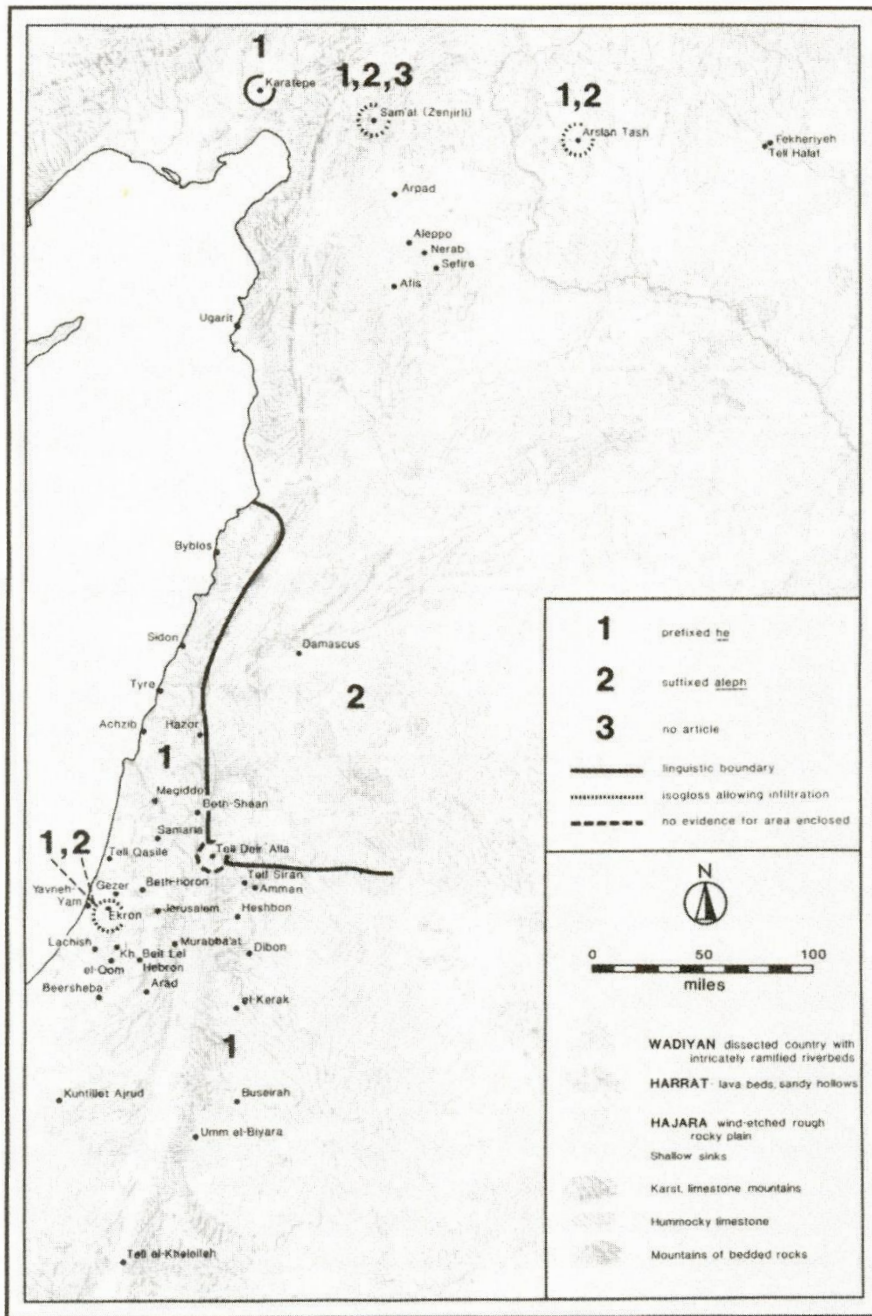 1
Karatepe
1,2,3
Sam'al (Zenjirli)
1,2
Arslan Tash
Fekheriyeh
Tell Halaf
Arpad
Aleppo
Nerab
Sefire
Afis
Ugarit
Byblos
Sidon
Damascus
Tyre
2
Achzib
Hazor
1
Megiddo
Beth-Shean
Samaria
1,2
Tell Qasile
Tell Deir 'Alla
Tell Siran
Amman
Yavneh-
Yam
Gezer
Beth-horon
Ekron
Jerusalem
Heshbon
Lachish
Murabba'at
Kh. Beit Lei
Dibon
el-Qom
Hebron
Beersheba
Arad
el-Kerak
1
Kuntillet Ajrud
Buseirah
Umm el-Biyara
Tell el-Kheleifeh
1 prefixed he
2 suffixed aleph
3 no article
linguistic boundary
isogloss allowing infiltration
no evidence for area enclosed
N
0 50 100
miles
WADIYAN dissected country with
intricately ramified riverbeds
HARRAT - lava beds, sandy hollows
HAJARA wind-etched rough
rocky plain
Shallow sinks
Karst, limestone mountains
Hummocky limestone
Mountains of bedded rocks